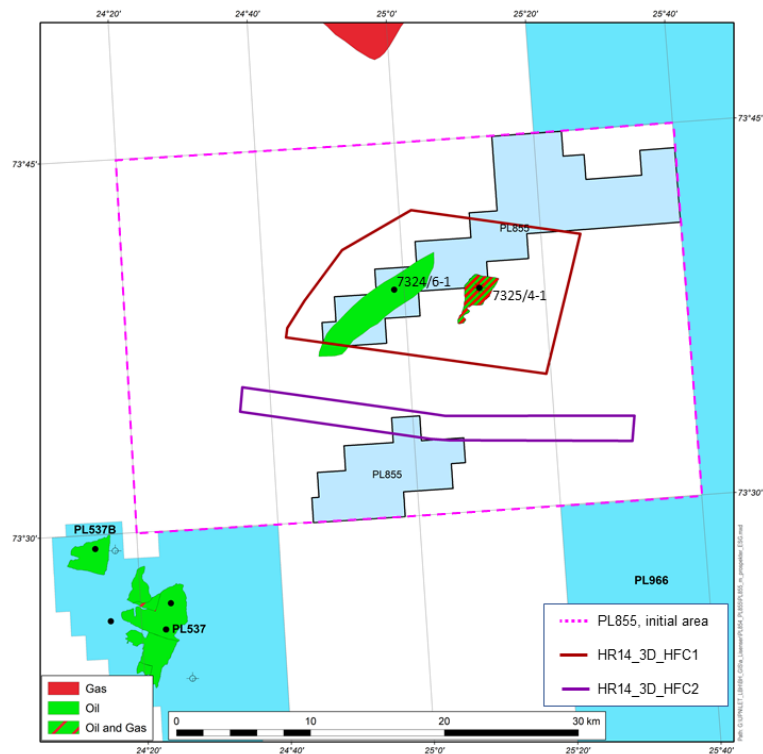 24°20' 24°40' 25°0' 25°20' 25°40'
73°45'
73°45'
PL855
7324/6-1
7325/4-1
PL855
73°30'
73°30'
PL537B
PL966
PL537
PL855, initial area
HR14_3D_HFC1
HR14_3D_HFC2
Gas
Oil
Oil and Gas
0 10 20 30 km
24°20' 24°40' 25°0' 25°20'